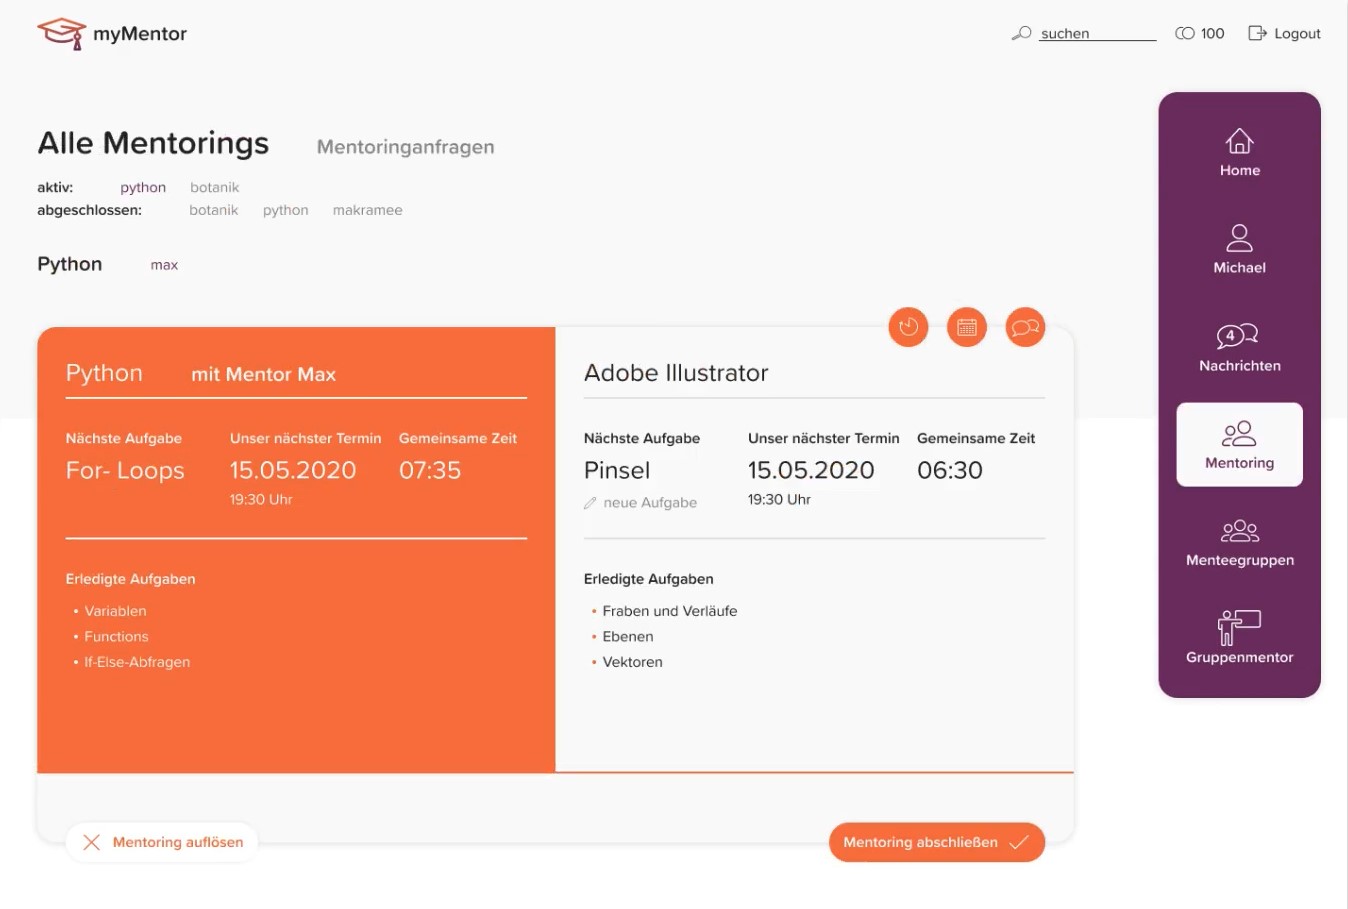 myMentor
suchen
100
Logout
Alle Mentorings
Mentoringanfragen
aktiv: python botanik
abgeschlossen: botanik python makramee
Python max
Python mit Mentor Max
Nächste Aufgabe Unser nächster Termin Gemeinsame Zeit
For- Loops 15.05.2020 07:35
19:30 Uhr
Erledigte Aufgaben
• Variablen
• Functions
• If-Else-Abfragen
Adobe Illustrator
Nächste Aufgabe Unser nächster Termin Gemeinsame Zeit
Pinsel 15.05.2020 06:30
neue Aufgabe 19:30 Uhr
Erledigte Aufgaben
• Fraben und Verläufe
• Ebenen
• Vektoren
Mentoring auflösen
Mentoring abschließen
Home
Michael
4
Nachrichten
Mentoring
Menteegruppen
Gruppenmentor